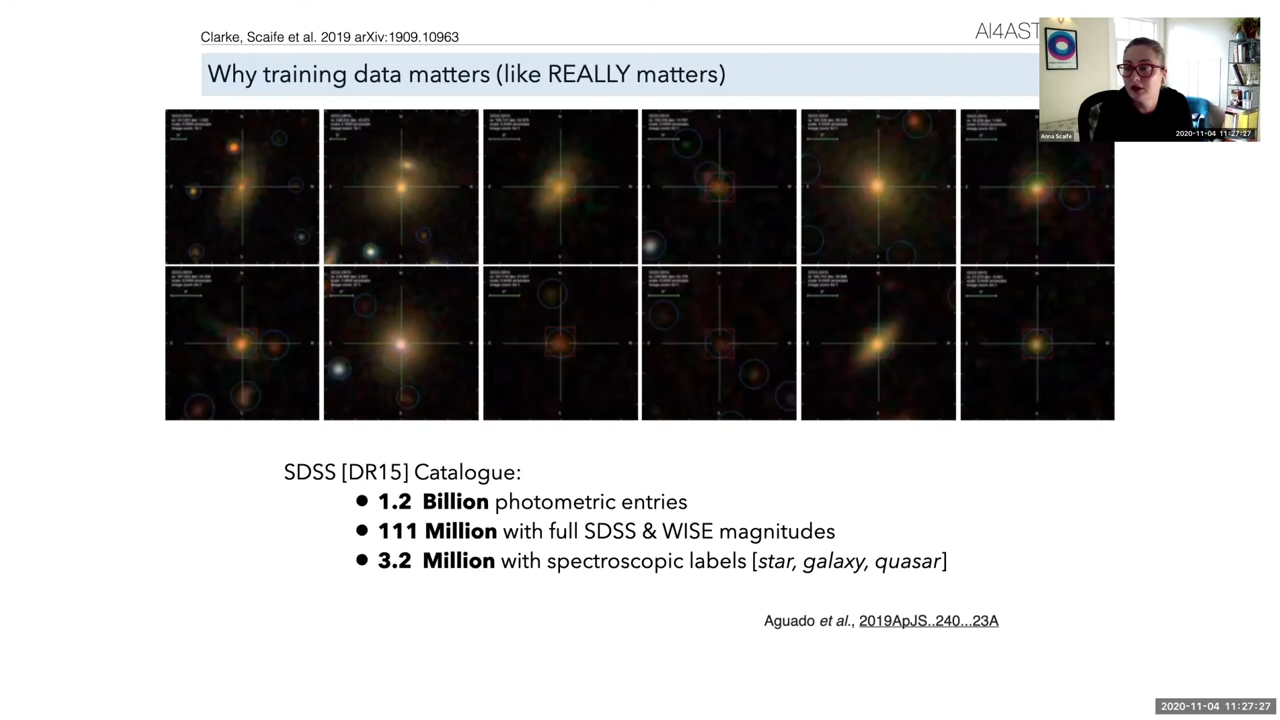 Clarke, Scaife et al. 2019 arXiv:1909.10963
AI4AST
Why training data matters (like REALLY matters)
Anna Scaife
2020-11-04 11:27:27
SDSS [DR15] Catalogue:
● 1.2 Billion photometric entries
● 111 Million with full SDSS & WISE magnitudes
● 3.2 Million with spectroscopic labels [star, galaxy, quasar]
Aguado et al., 2019ApJS..240...23A
2020-11-04 11:27:27